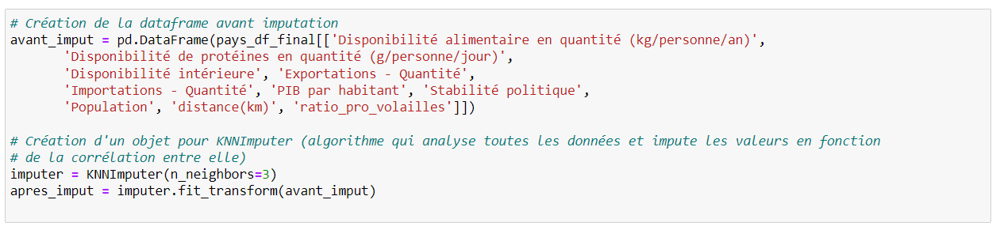 # Création de la dataframe avant imputation
avant_imput = pd.DataFrame(pays_df_final[['Disponibilité alimentaire en quantité (kg/personne/an)',
'Disponibilité de protéines en quantité (g/personne/jour)',
'Disponibilité intérieure', 'Exportations - Quantité',
'Importations - Quantité', 'PIB par habitant', 'Stabilité politique',
'Population', 'distance(km)', 'ratio_pro_volailles']])
# Création d'un objet pour KNNImputer (algorithme qui analyse toutes les données et impute les valeurs en fonction
# de la corrélation entre elle)
imputer = KNNImputer(n_neighbors=3)
apres_imput = imputer.fit_transform(avant_imput)